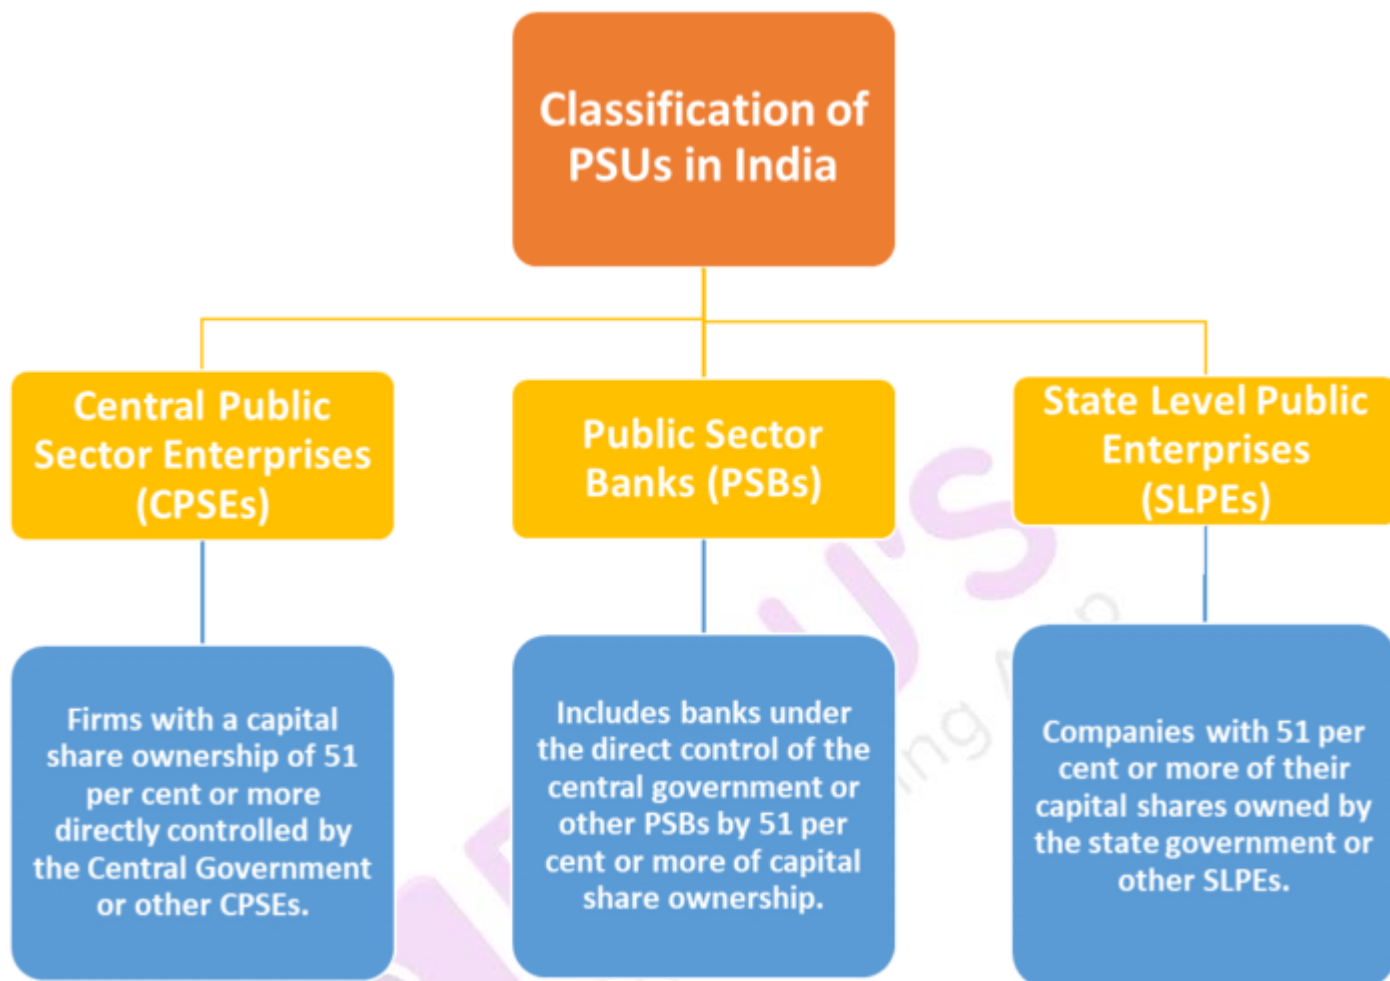 Classification of
PSUs in India
Central Public
Sector Enterprises
(CPSEs)
Public Sector
Banks (PSBs)
State Level Public
Enterprises
(SLPEs)
Firms with a capital
share ownership of 51
per cent or more
directly controlled by
the Central Government
or other CPSEs.
Includes banks under
the direct control of the
central government or
other PSBs by 51 per
cent or more of capital
share ownership.
Companies with 51 per
cent or more of their
capital shares owned by
the state government or
other SLPEs.